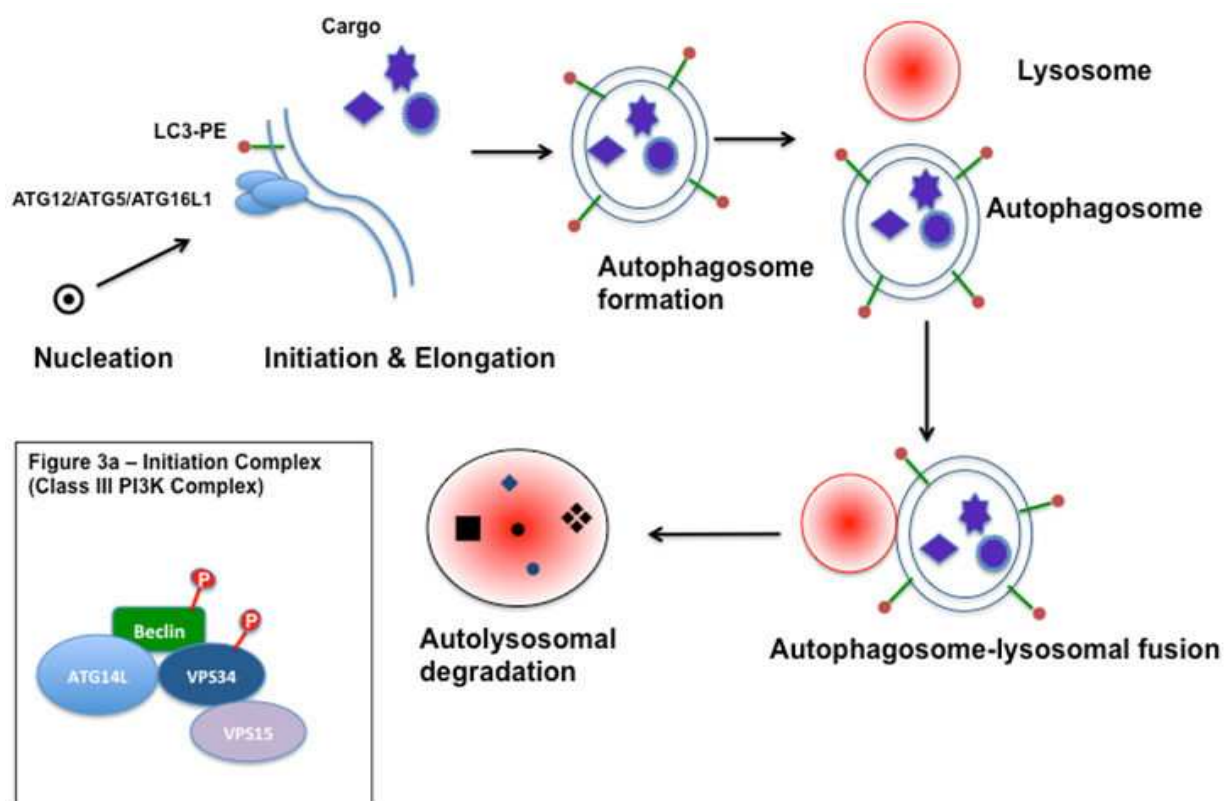 Cargo
LC3-PE
ATG12/ATG5/ATG16L1
Nucleation
Initiation & Elongation
Autophagosome
formation
Lysosome
Autophagosome
Autophagosome-lysosomal fusion
Autolysosomal
degradation
Figure 3a – Initiation Complex
(Class III PI3K Complex)
P
P
Beclin
ATG14L
VPS34
VPS15